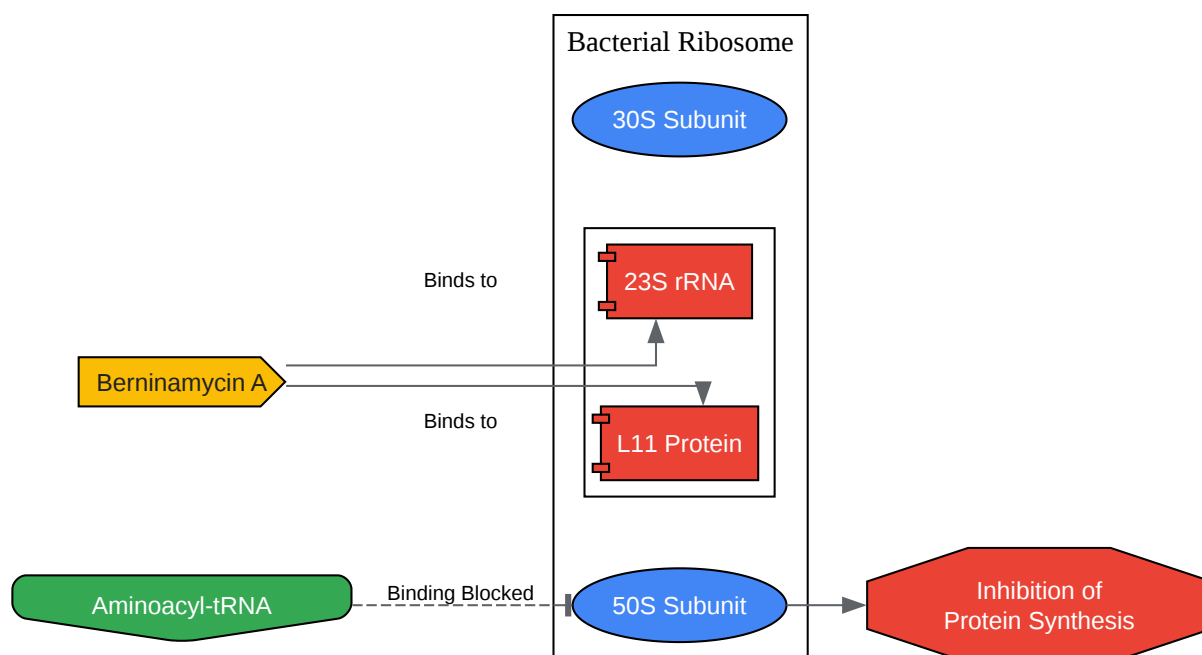 Bacterial Ribosome
30S Subunit
Binds to
23S rRNA
Berninamycin A
Binds to
L11 Protein
Aminoacyl-tRNA
Binding Blocked
50S Subunit
Inhibition of
Protein Synthesis